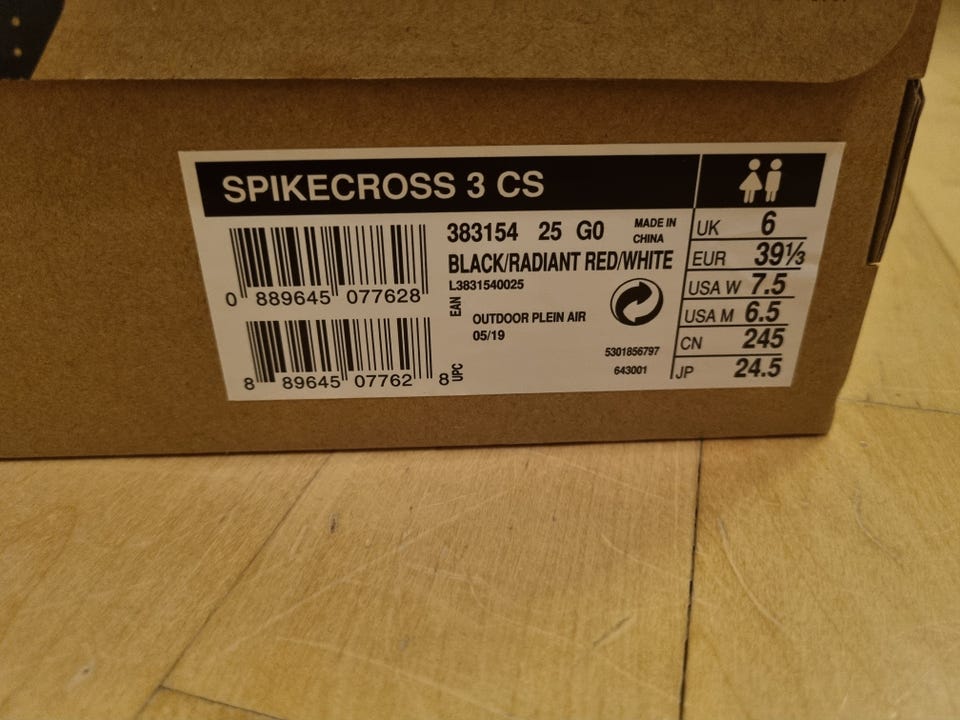 SPIKECROSS 3 CS
0 889645 077628
EAN
8 89645 07762 8
UPC
383154 25 G0
MADE IN
CHINA
BLACK/RADIANT RED/WHITE
L3831540025
OUTDOOR PLEIN AIR
05/19
5301856797
643001
UK 6
EUR 39⅓
USA W 7.5
USA M 6.5
CN 245
JP 24.5